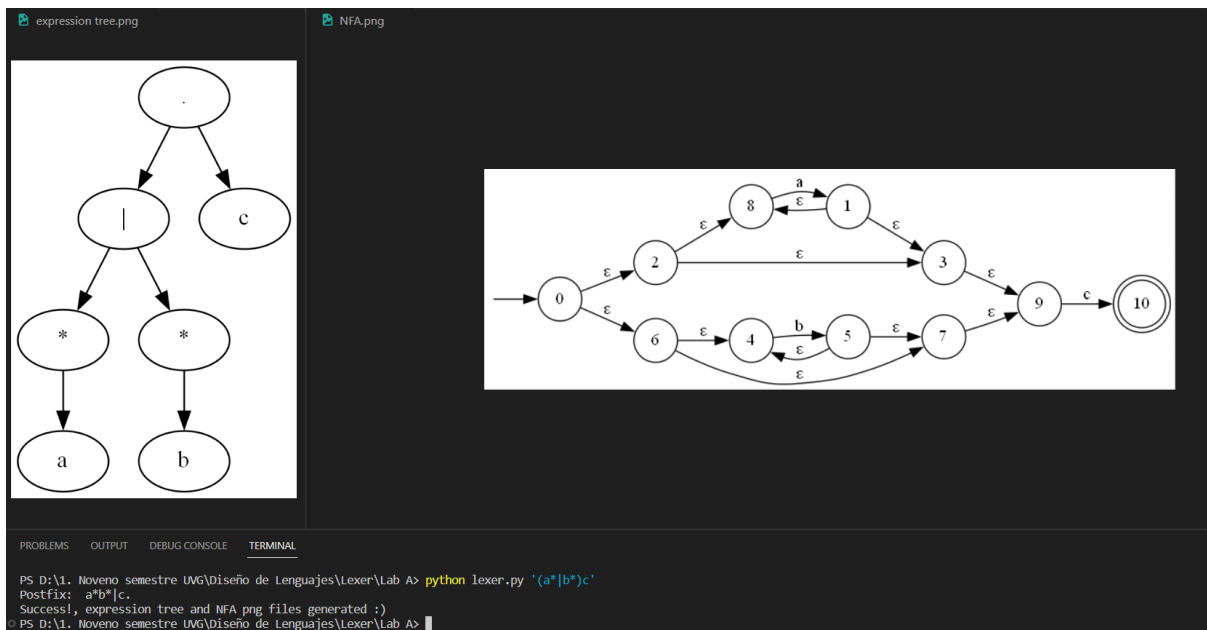 expression tree.png
NFA.png
.
|
c
*
*
a
b
a
8
ε
1
ε
ε
2
ε
3
ε
ε
0
9
c
10
ε
ε
6
ε
4
b
5
ε
7
ε
ε
ε
PROBLEMS OUTPUT DEBUG CONSOLE TERMINAL
PS D:\1. Noveno semestre UVG\Diseño de Lenguajes\Lexer\Lab A> python lexer.py '(a*|b*)c'
Postfix: a*b*|c.
Success!, expression tree and NFA png files generated :)
PS D:\1. Noveno semestre UVG\Diseño de Lenguajes\Lexer\Lab A>